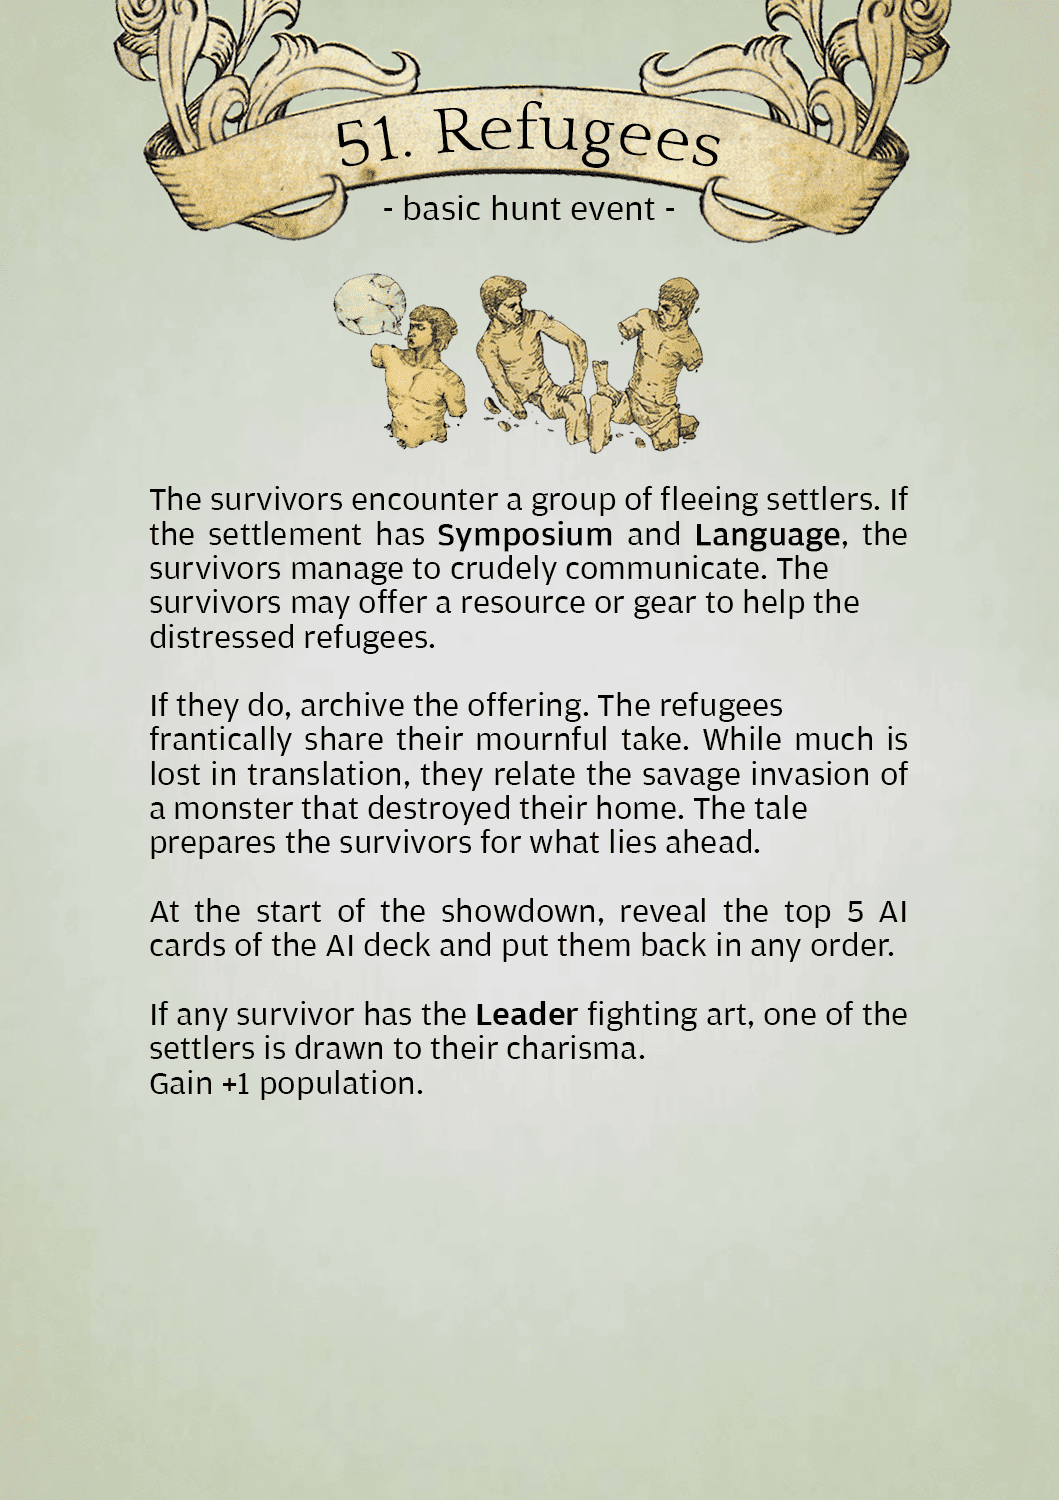 51. Refugees
- basic hunt event -
The survivors encounter a group of fleeing settlers. If
the settlement has Symposium and Language, the
survivors manage to crudely communicate. The
survivors may offer a resource or gear to help the
distressed refugees.
If they do, archive the offering. The refugees
frantically share their mournful take. While much is
lost in translation, they relate the savage invasion of
a monster that destroyed their home. The tale
prepares the survivors for what lies ahead.
At the start of the showdown, reveal the top 5 AI
cards of the AI deck and put them back in any order.
If any survivor has the Leader fighting art, one of the
settlers is drawn to their charisma.
Gain +1 population.